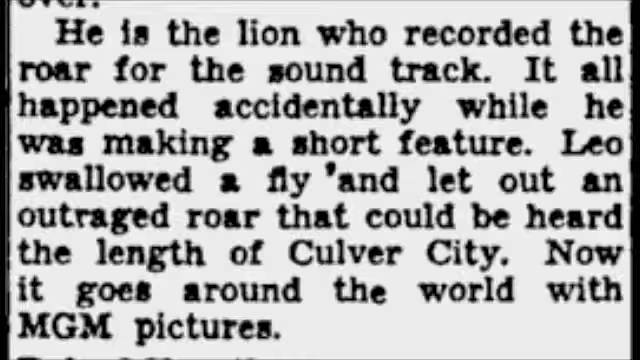 over.
He is the lion who recorded the
roar for the sound track. It all
happened accidentally while he
was making a short feature. Leo
swallowed a fly 'and let out an
outraged roar that could be heard
the length of Culver City. Now
it goes around the world with
MGM pictures.